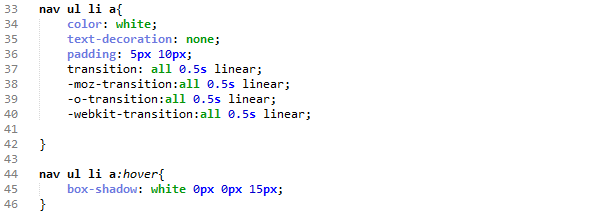 33 nav ul li a{
34     color: white;
35     text-decoration: none;
36     padding: 5px 10px;
37     transition: all 0.5s linear;
38     -moz-transition:all 0.5s linear;
39     -o-transition:all 0.5s linear;
40     -webkit-transition:all 0.5s linear;
41
42 }
43
44 nav ul li a:hover{
45     box-shadow: white 0px 0px 15px;
46 }